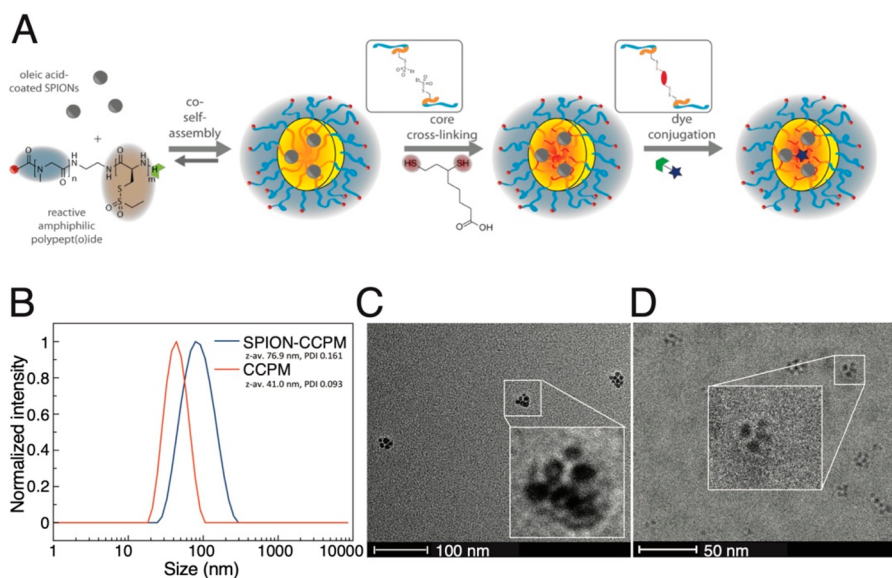 A
oleic acid-
coated SPIONs
+
O
N
O
n
H
N
N
H
O
H
N
m
H
S
O=S
O
reactive
amphiphilic
polypept(o)ide
co-
self-
assembly
core
cross-linking
HS
SH
O
OH
dye
conjugation
B
Normalized intensity
1
0.8
0.6
0.4
0.2
0
SPION-CCPM
z-av. 76.9 nm, PDI 0.161
CCPM
z-av. 41.0 nm, PDI 0.093
1
10
100
1000
10000
Size (nm)
C
100 nm
D
50 nm